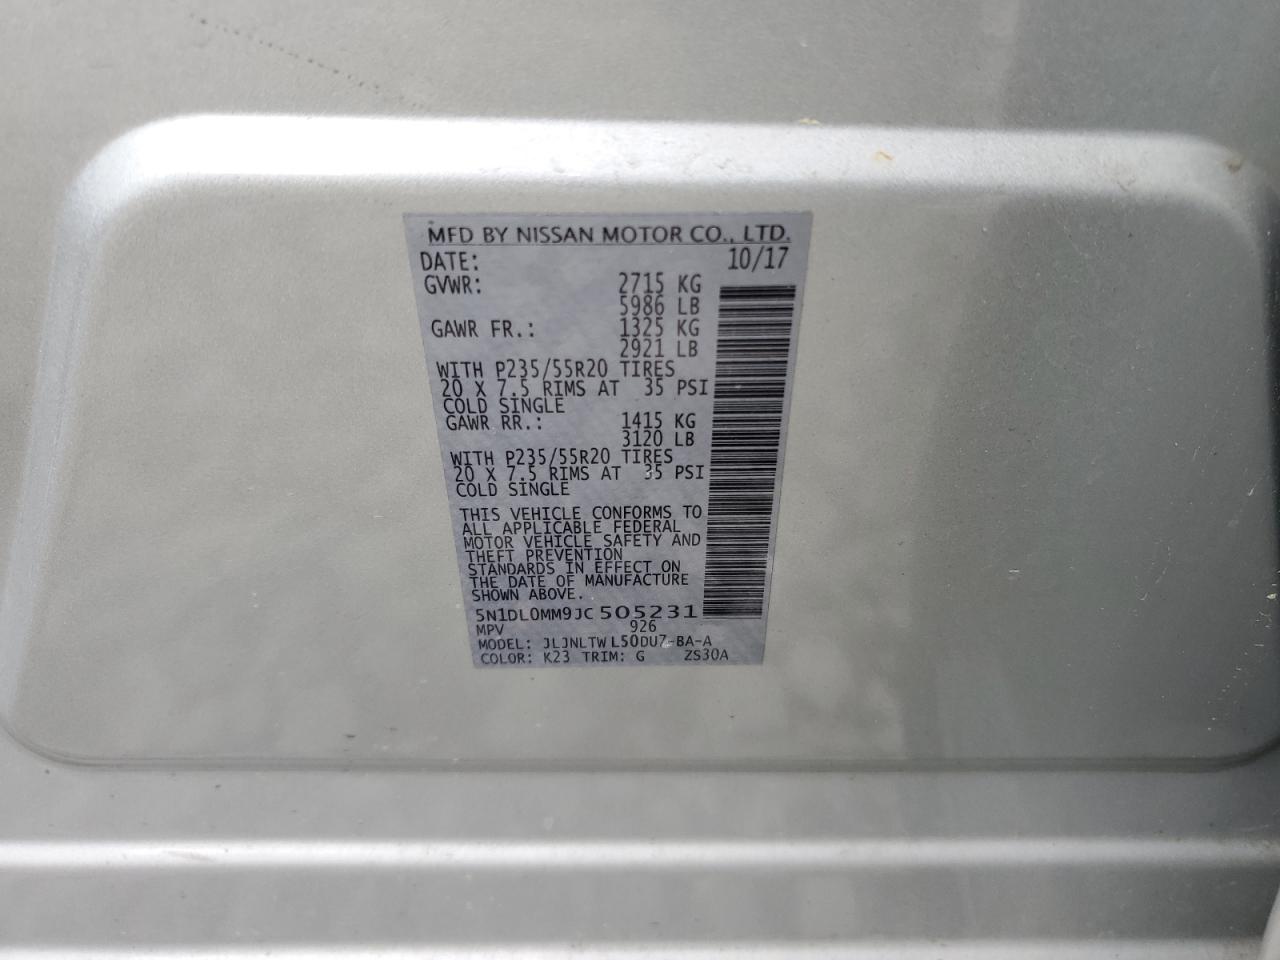 MFD BY NISSAN MOTOR CO., LTD.
DATE: 10/17
GVWR: 2715 KG
5986 LB
GAWR FR.: 1325 KG
2921 LB
WITH P235/55R20 TIRES
20 X 7.5 RIMS AT 35 PSI
COLD SINGLE
GAWR RR.: 1415 KG
3120 LB
WITH P235/55R20 TIRES
20 X 7.5 RIMS AT 35 PSI
COLD SINGLE
THIS VEHICLE CONFORMS TO
ALL APPLICABLE FEDERAL
MOTOR VEHICLE SAFETY AND
THEFT PREVENTION
STANDARDS IN EFFECT ON
THE DATE OF MANUFACTURE
SHOWN ABOVE.
5N1DL0MM9JC505231
MPV 926
MODEL: JLJNLTWL50DU7-BA-A
COLOR: K23 TRIM: G ZS30A